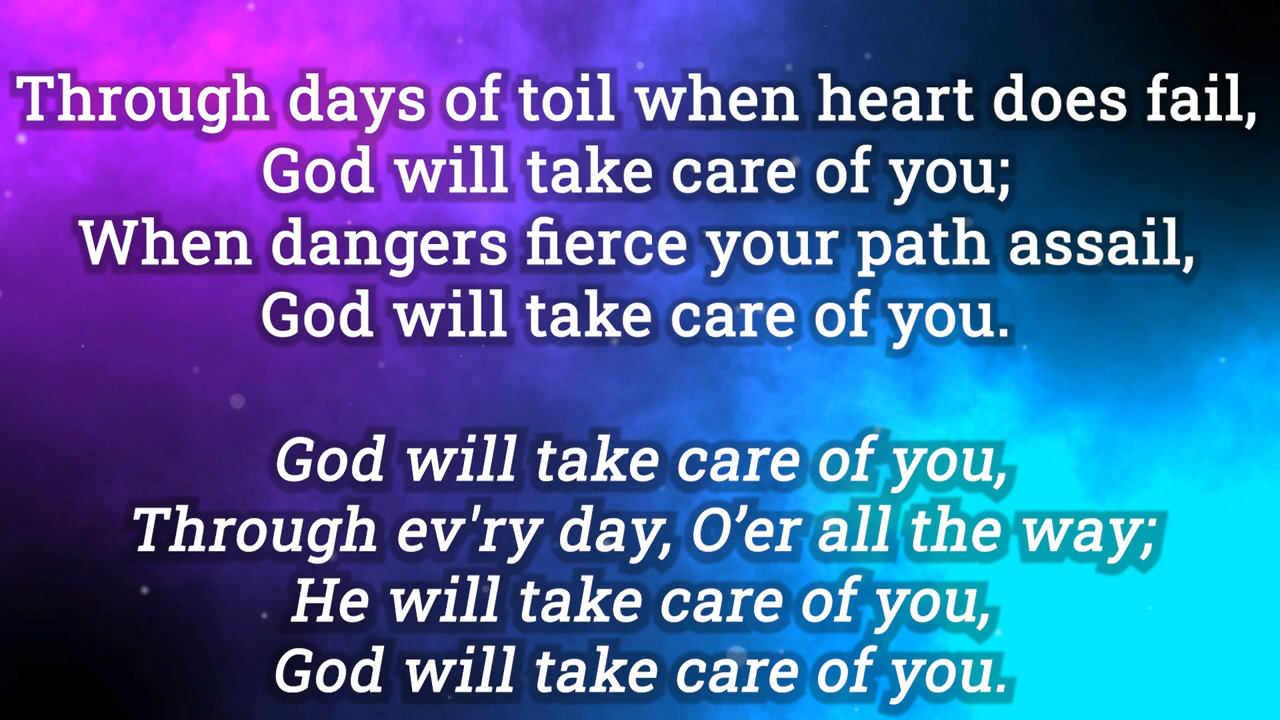 Through days of toil when heart does fail,
God will take care of you;
When dangers fierce your path assail,
God will take care of you.
God will take care of you,
Through ev'ry day, O’er all the way;
He will take care of you,
God will take care of you.